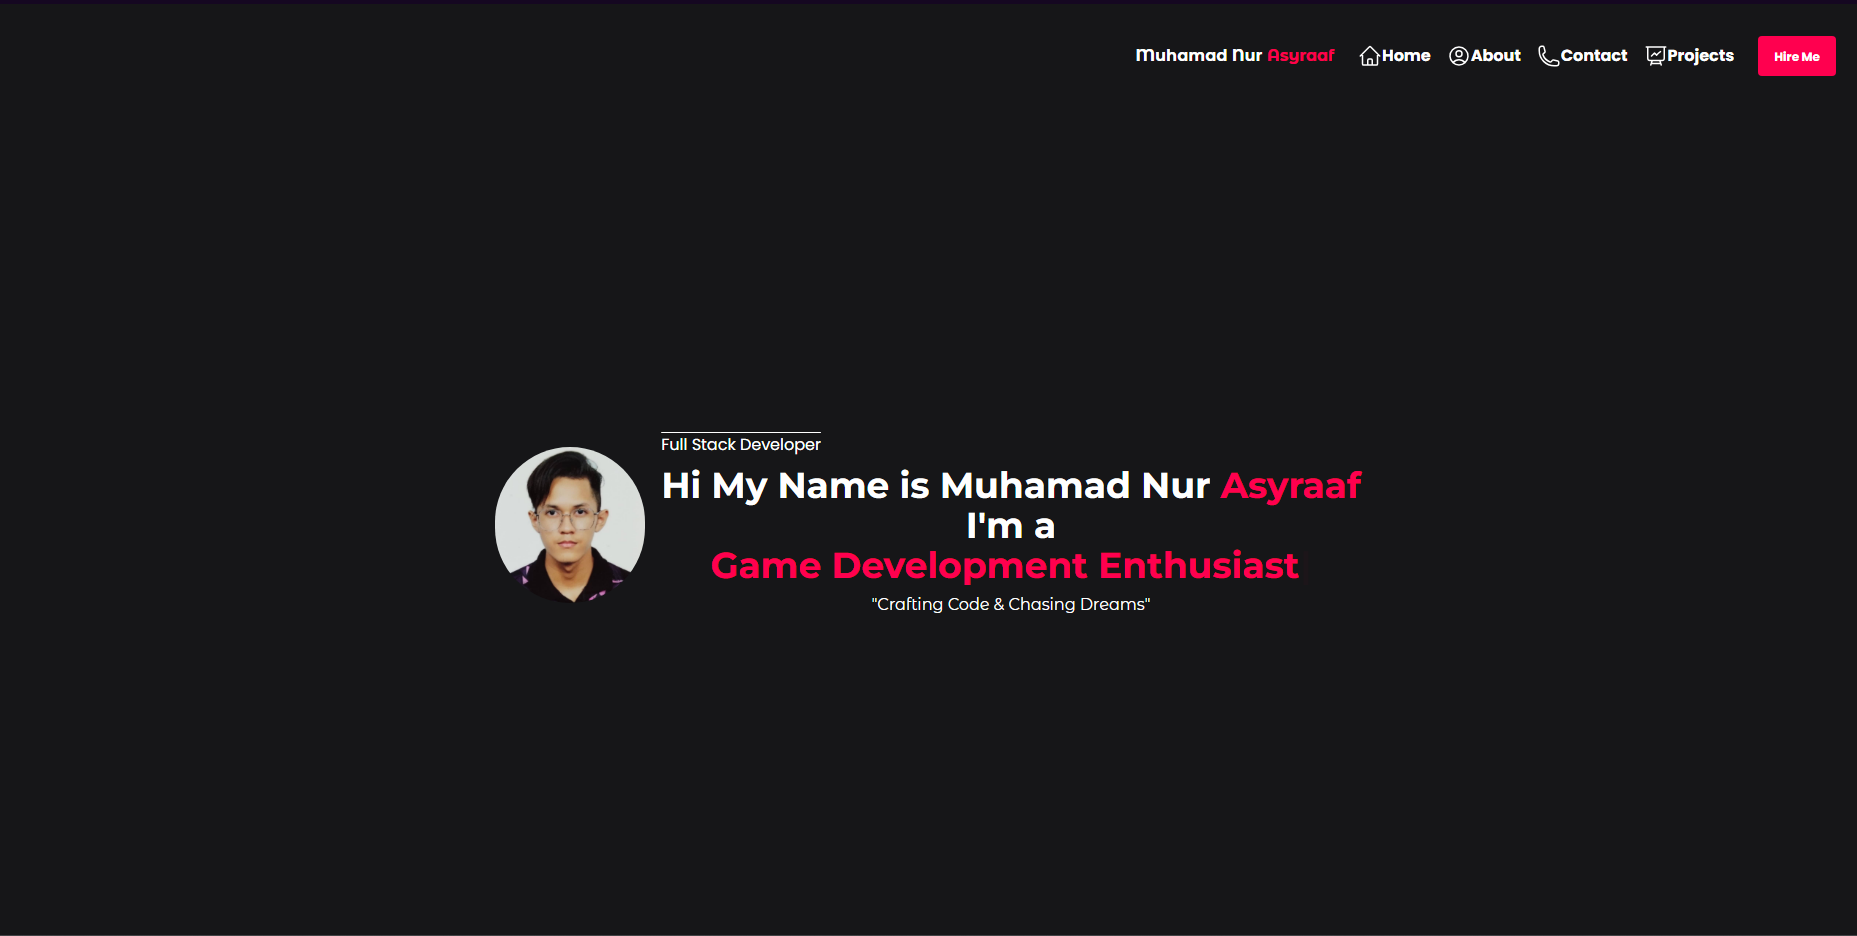 Muhamad Nur Asyraaf Home About Contact Projects Hire Me
Full Stack Developer
Hi My Name is Muhamad Nur Asyraaf
I'm a
Game Development Enthusiast
"Crafting Code & Chasing Dreams"